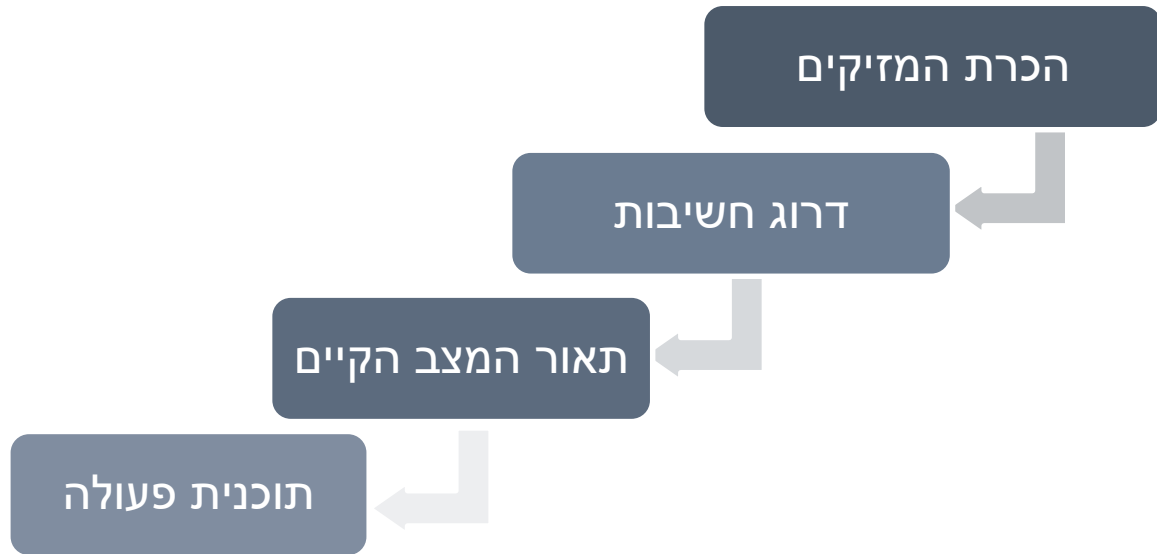 הכרת המזיקים
דרוג חשיבות
תאור המצב הקיים
תוכנית פעולה